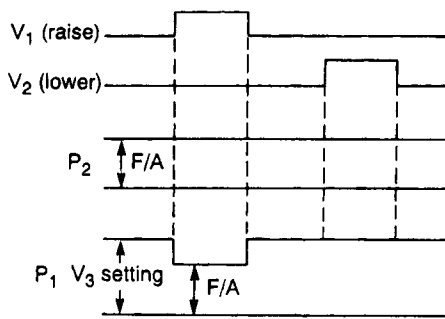 V₁ (raise)
V₂ (lower)
P₂ F/A
P₁ V₃ setting
F/A